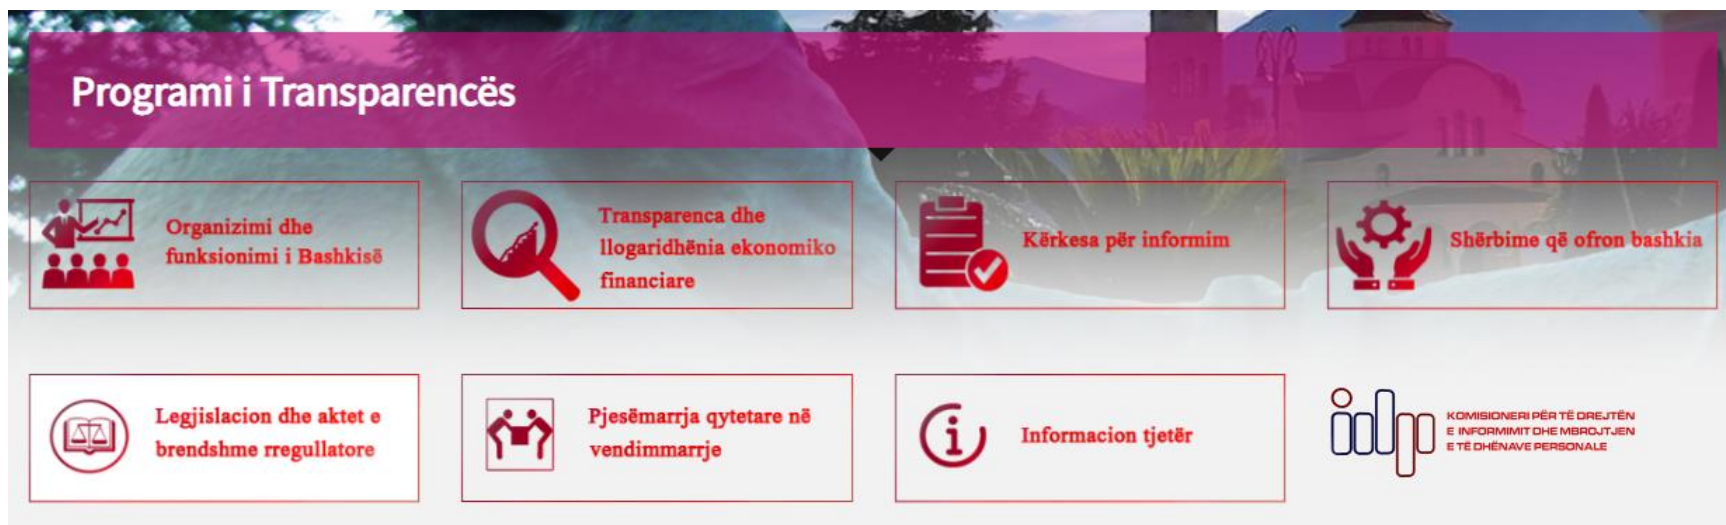 Programi i Transparencës
Organizimi dhe
funksionimi i Bashkisë
Transparenca dhe
llogaridhënia ekonomiko
financiare
Kërkesa për informim
Shërbime që ofron bashkia
Legjislacion dhe aktet e
brendshme rregullatore
Pjesëmarrja qytetare në
vendimmarrje
Informacion tjetër
idp
KOMISIONERI PËR TË DREJTËN
E INFORMIMIT DHE MBROJTJEN
E TË DHËNAVE PERSONALE